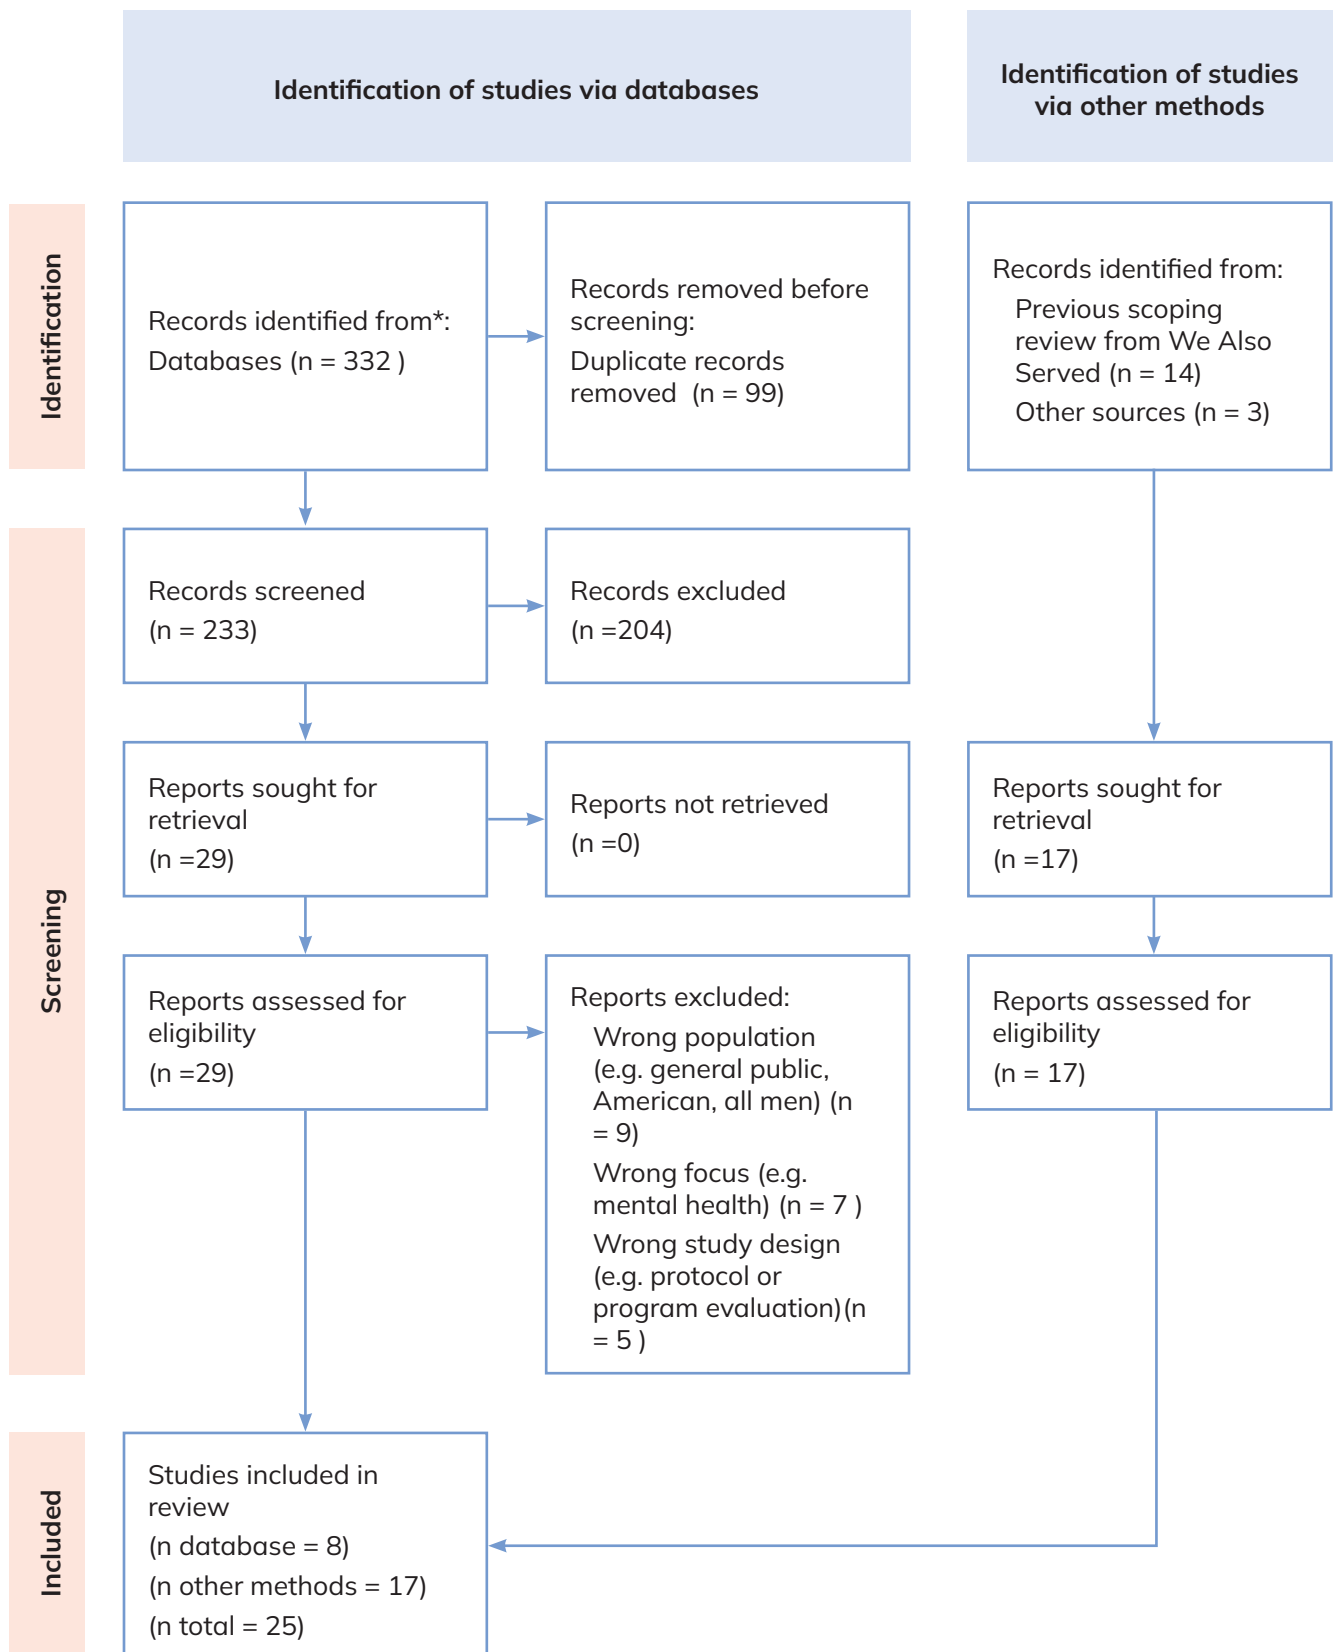 Identification of studies via databases
Identification of studies
via other methods
Identification
Records identified from*:
Databases (n = 332 )
Records removed before
screening:
Duplicate records
removed  (n = 99)
Records identified from:
Previous scoping
review from We Also
Served (n = 14)
Other sources (n = 3)
Screening
Records screened
(n = 233)
Records excluded
(n =204)
Reports sought for
retrieval
(n =29)
Reports not retrieved
(n =0)
Reports sought for
retrieval
(n =17)
Reports assessed for
eligibility
(n =29)
Reports excluded:
Wrong population
(e.g. general public,
American, all men) (n
= 9)
Wrong focus (e.g.
mental health) (n = 7 )
Wrong study design
(e.g. protocol or
program evaluation)(n
= 5 )
Reports assessed for
eligibility
(n = 17)
Included
Studies included in
review
(n database = 8)
(n other methods = 17)
(n total = 25)